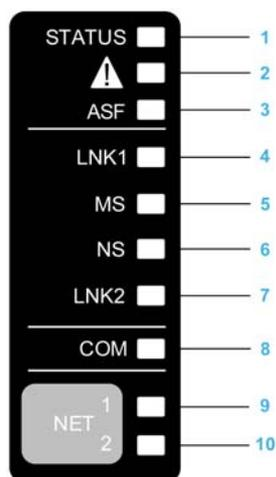 STATUS 1
2
ASF 3
LNK1 4
MS 5
NS 6
LNK2 7
COM 8
NET 1 9
2 10